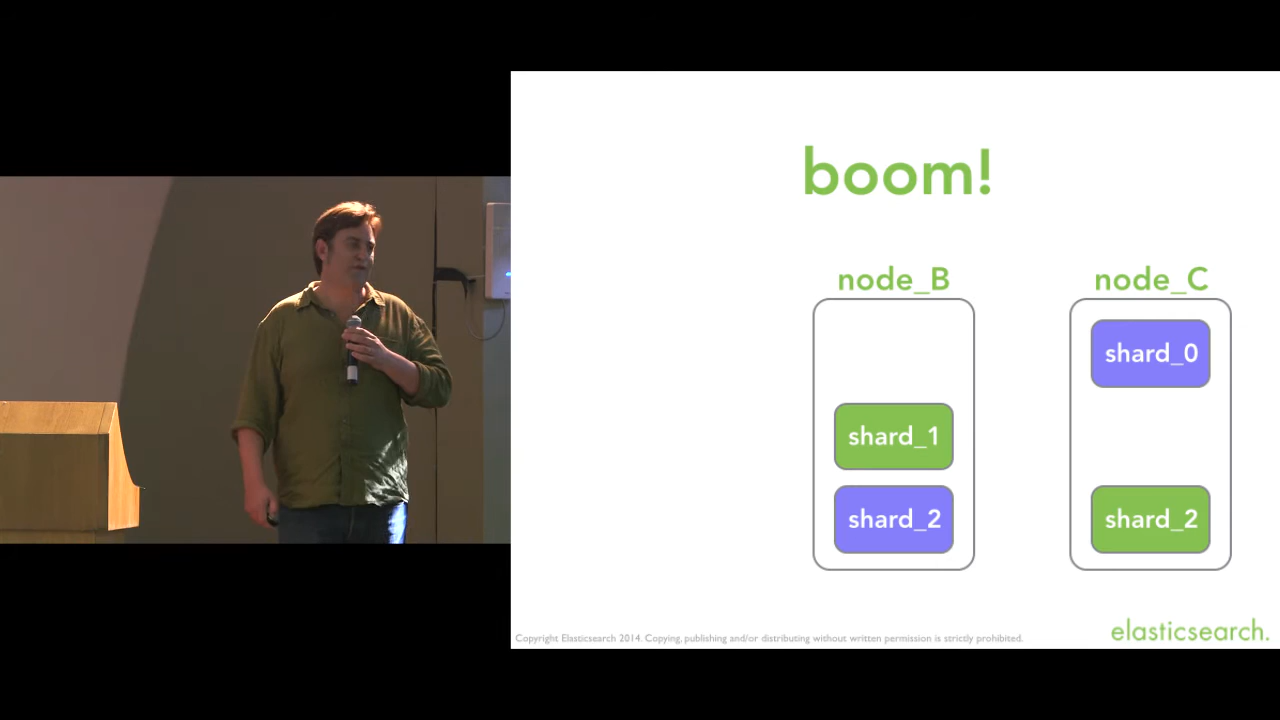 boom!
node_B
node_C
shard_0
shard_1
shard_2
shard_2
Copyright Elasticsearch 2014. Copying, publishing and/or distributing without written permission is strictly prohibited.
elasticsearch.